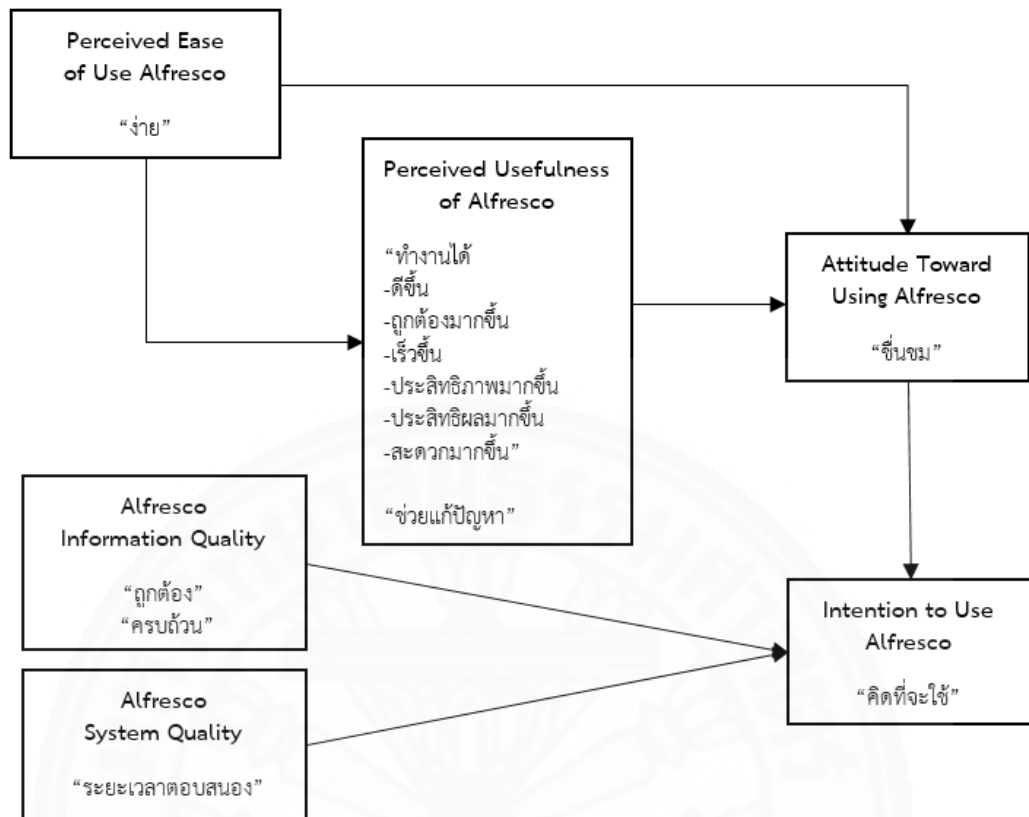 Perceived Ease
of Use Alfresco
“ง่าย”
Perceived Usefulness
of Alfresco
“ทำงานได้
-ดีขึ้น
-ถูกต้องมากขึ้น
-เร็วขึ้น
-ประสิทธิภาพมากขึ้น
-ประสิทธิผลมากขึ้น
-สะดวกมากขึ้น”
“ช่วยแก้ปัญหา”
Attitude Toward
Using Alfresco
“ชื่นชม”
Alfresco
Information Quality
“ถูกต้อง”
“ครบถ้วน”
Intention to Use
Alfresco
“คิดที่จะใช้”
Alfresco
System Quality
“ระยะเวลาตอบสนอง”